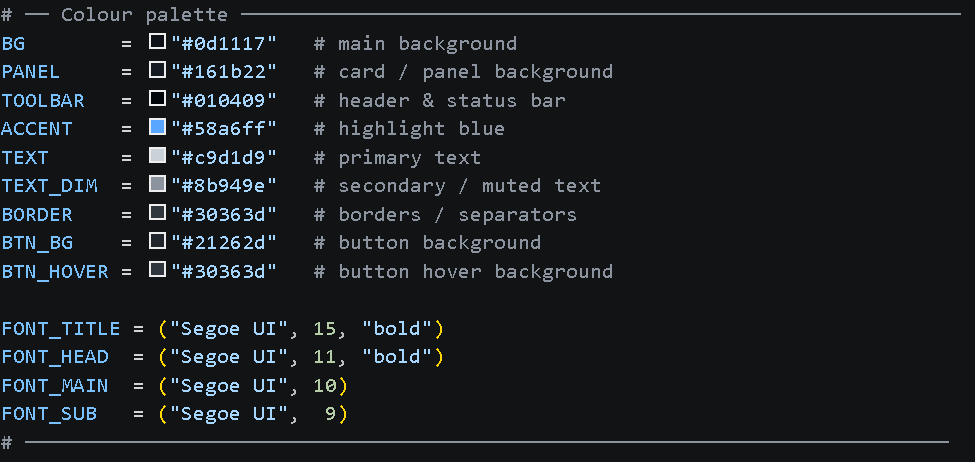 # ── Colour palette ────────────────────────────────────────────────────────────
BG        = "#0d1117"   # main background
PANEL     = "#161b22"   # card / panel background
TOOLBAR   = "#010409"   # header & status bar
ACCENT    = "#58a6ff"   # highlight blue
TEXT      = "#c9d1d9"   # primary text
TEXT_DIM  = "#8b949e"   # secondary / muted text
BORDER    = "#30363d"   # borders / separators
BTN_BG    = "#21262d"   # button background
BTN_HOVER = "#30363d"   # button hover background

FONT_TITLE = ("Segoe UI", 15, "bold")
FONT_HEAD  = ("Segoe UI", 11, "bold")
FONT_MAIN  = ("Segoe UI", 10)
FONT_SUB   = ("Segoe UI",  9)
# ─────────────────────────────────────────────────────────────────────────────